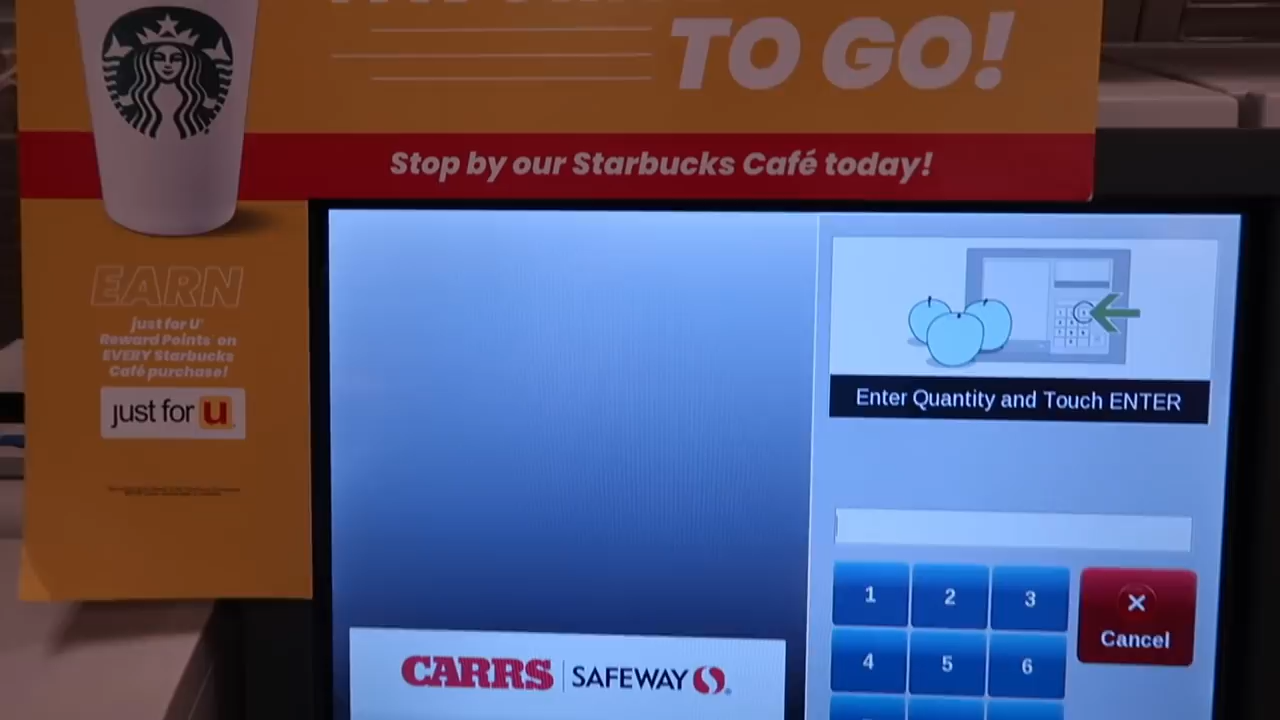 TO GO!
Stop by our Starbucks Café today!
EARN
just for U®
Reward Points on
EVERY Starbucks
Café purchase!
just for U
Enter Quantity and Touch ENTER
1 2 3
Cancel
4 5 6
CARRS SAFEWAY